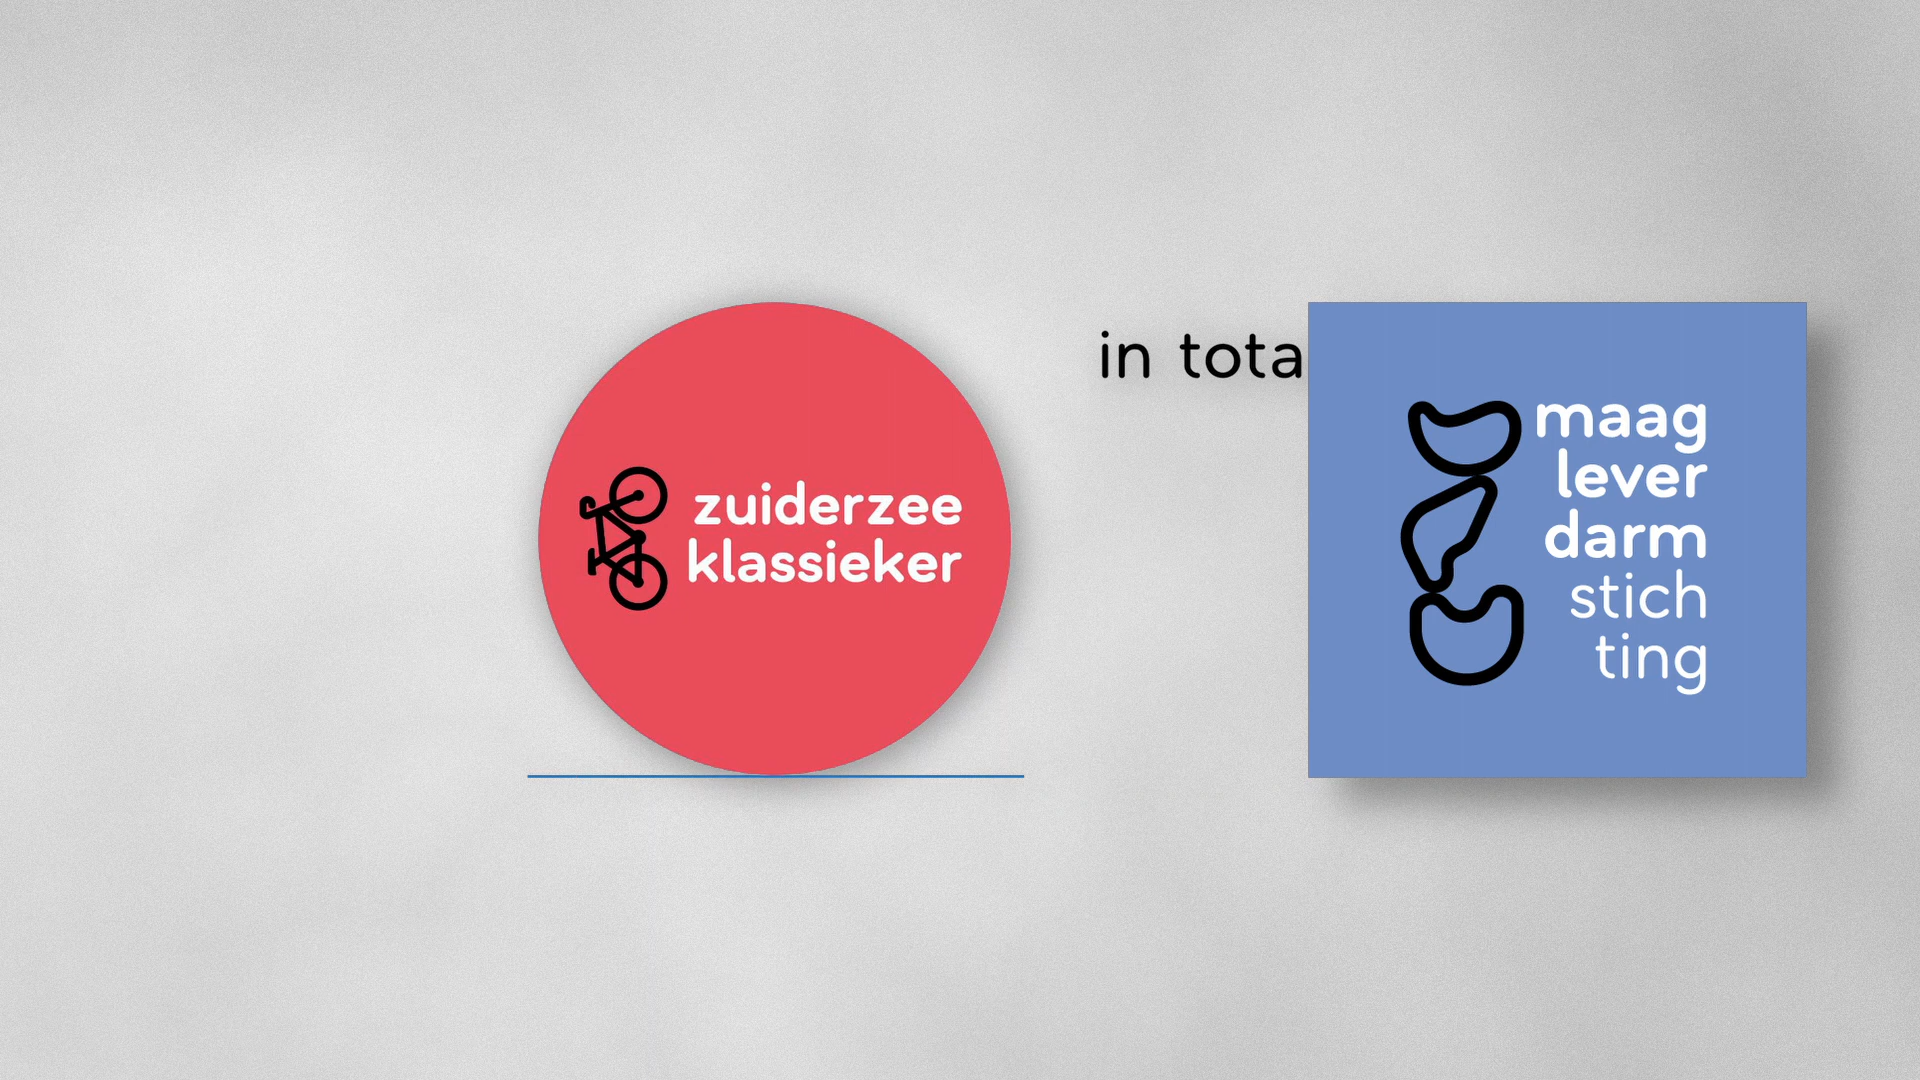 zuiderzee
klassieker
in tota
maag
lever
darm
stich
ting